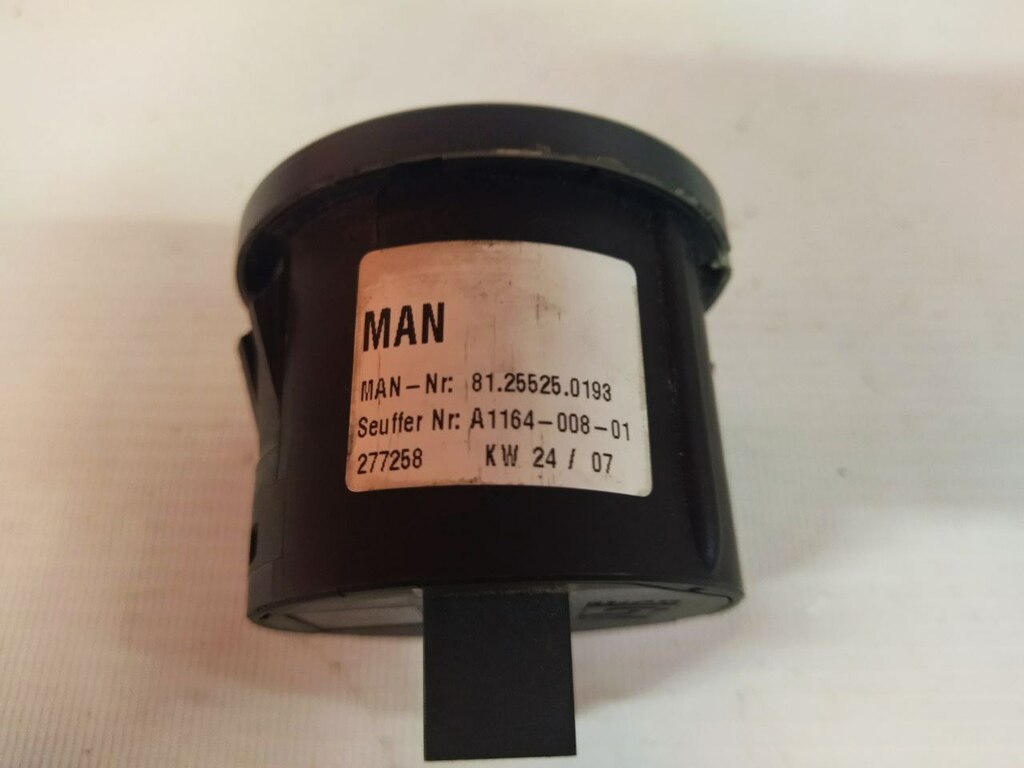 MAN
MAN-Nr: 81.25525.0193
Seuffer Nr: A1164-008-01
277258 KW 24 / 07